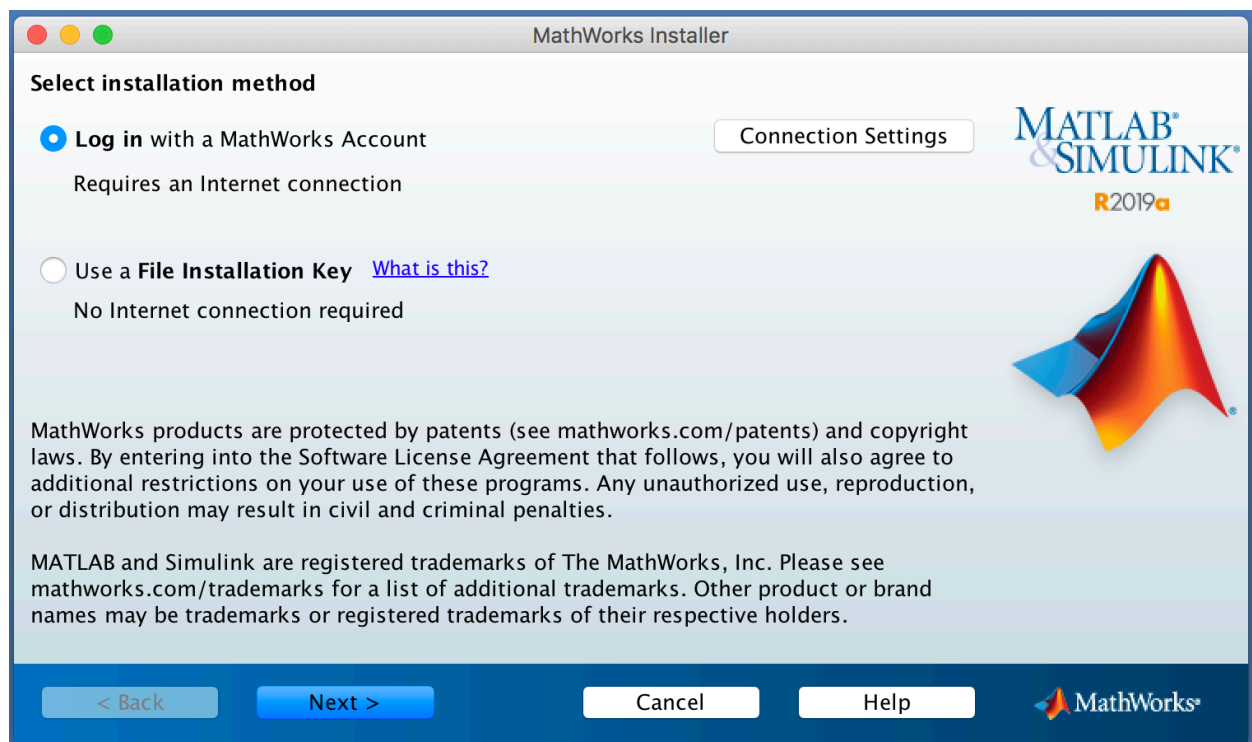 MathWorks Installer
Select installation method
Log in with a MathWorks Account
Connection Settings
Requires an Internet connection
MATLAB®
&SIMULINK®
R2019a
Use a File Installation Key What is this?
No Internet connection required
MathWorks products are protected by patents (see mathworks.com/patents) and copyright
laws. By entering into the Software License Agreement that follows, you will also agree to
additional restrictions on your use of these programs. Any unauthorized use, reproduction,
or distribution may result in civil and criminal penalties.
MATLAB and Simulink are registered trademarks of The MathWorks, Inc. Please see
mathworks.com/trademarks for a list of additional trademarks. Other product or brand
names may be trademarks or registered trademarks of their respective holders.
< Back Next > Cancel Help MathWorks®